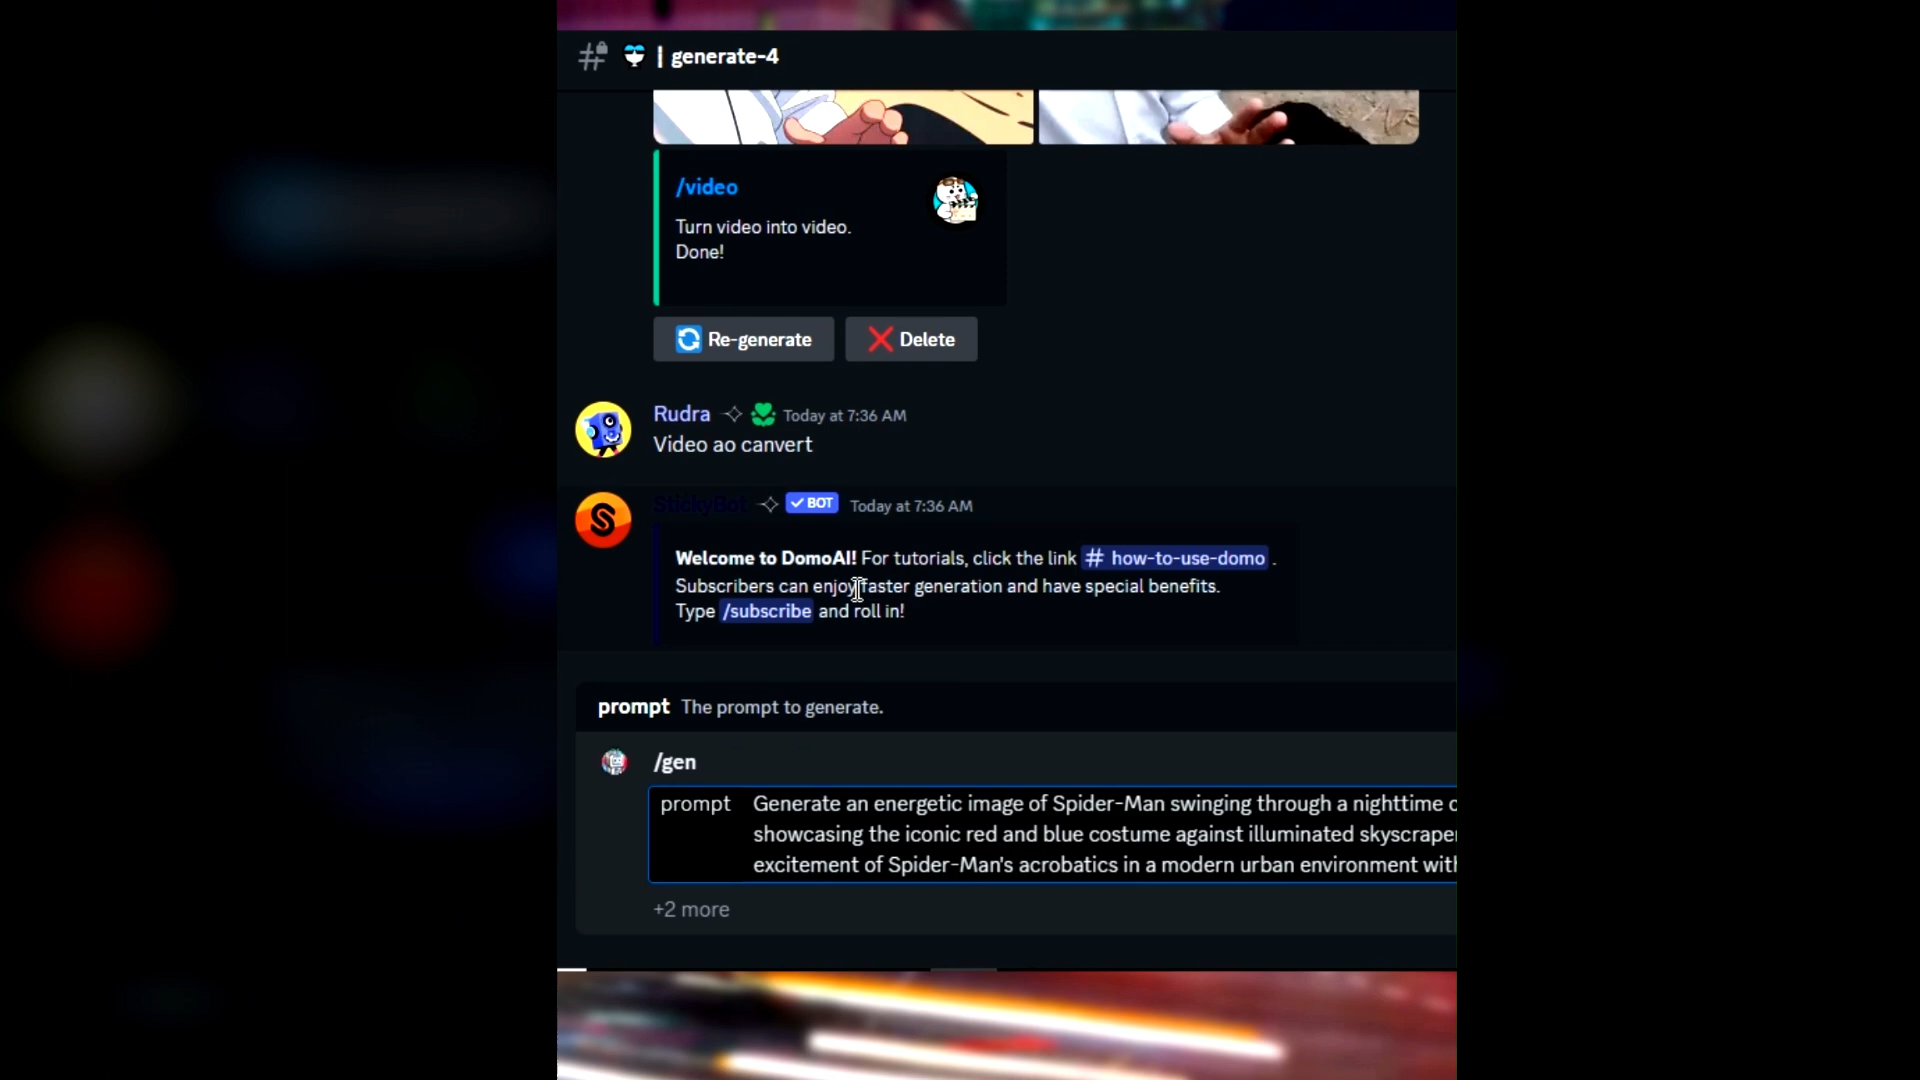 | generate-4
/video
Turn video into video.
Done!
Re-generate
Delete
Rudra Today at 7:36 AM
Video ao canvert
StickyBot BOT Today at 7:36 AM
Welcome to DomoAI! For tutorials, click the link # how-to-use-domo .
Subscribers can enjoy faster generation and have special benefits.
Type /subscribe and roll in!
prompt The prompt to generate.
/gen
prompt Generate an energetic image of Spider-Man swinging through a nighttime
showcasing the iconic red and blue costume against illuminated skyscrape
excitement of Spider-Man's acrobatics in a modern urban environment with
+2 more